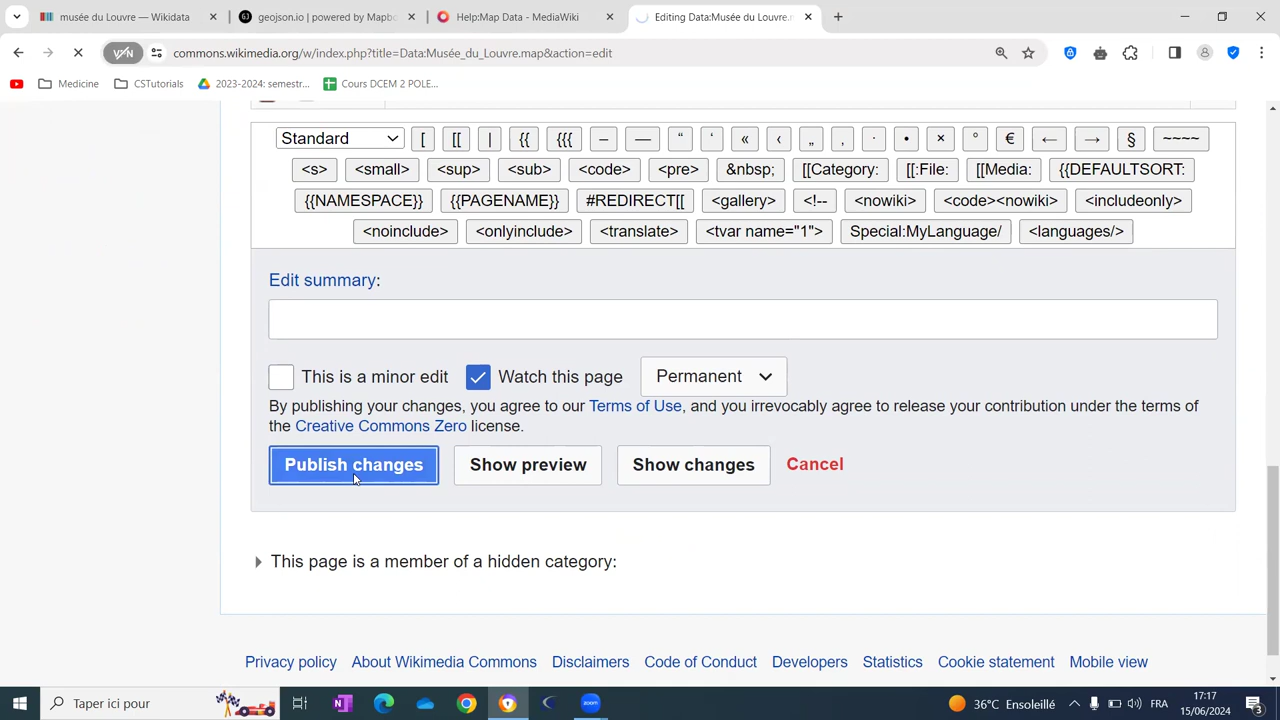 musée du Louvre — Wikidata
geojson.io | powered by Mapb
Help:Map Data - MediaWiki
Editing Data:Musée du Louvre.m
commons.wikimedia.org/w/index.php?title=Data:Musée_du_Louvre.map&action=edit
Medicine
CSTutorials
2023-2024: semestr...
Cours DCEM 2 POLE...
Standard [ [[ | {{ {{{ – — “ ‘ « ‹ „ ‚ · • × ° € ← → § ~~~~
<s> <small> <sup> <sub> <code> <pre> &nbsp; [[Category: [[:File: [[Media: {{DEFAULTSORT:
{{NAMESPACE}} {{PAGENAME}} #REDIRECT[[ <gallery> <!-- <nowiki> <code><nowiki> <includeonly>
<noinclude> <onlyinclude> <translate> <tvar name="1"> Special:MyLanguage/ <languages/>
Edit summary:
This is a minor edit Watch this page Permanent
By publishing your changes, you agree to our Terms of Use, and you irrevocably agree to release your contribution under the terms of
the Creative Commons Zero license.
Publish changes Show preview Show changes Cancel
This page is a member of a hidden category:
Privacy policy About Wikimedia Commons Disclaimers Code of Conduct Developers Statistics Cookie statement Mobile view
Taper ici pour
36°C Ensoleillé
FRA
17:17
15/06/2024
3